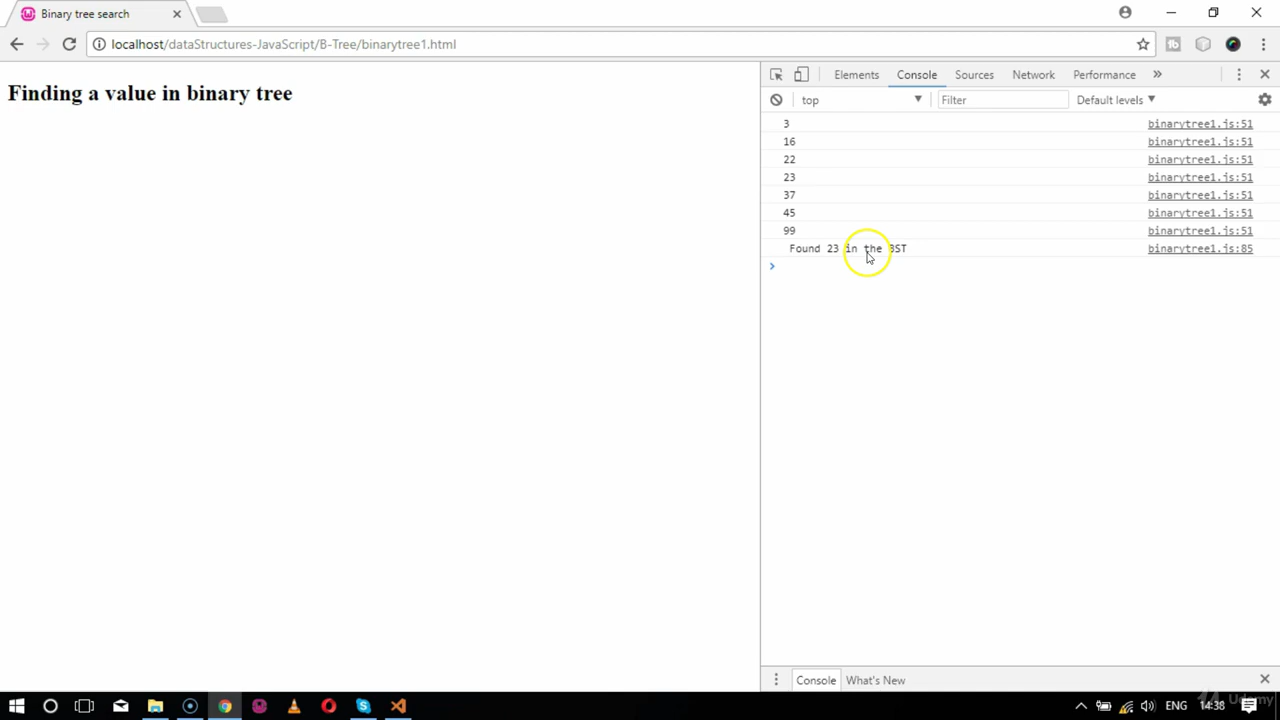 Binary tree search
localhost/dataStructures-JavaScript/B-Tree/binarytree1.html
Finding a value in binary tree
Elements Console Sources Network Performance »
top Filter Default levels
3 binarytree1.js:51
16 binarytree1.js:51
22 binarytree1.js:51
23 binarytree1.js:51
37 binarytree1.js:51
45 binarytree1.js:51
99 binarytree1.js:51
Found 23 in the BST binarytree1.js:85
Console What's New
ENG 14:38
Udemy